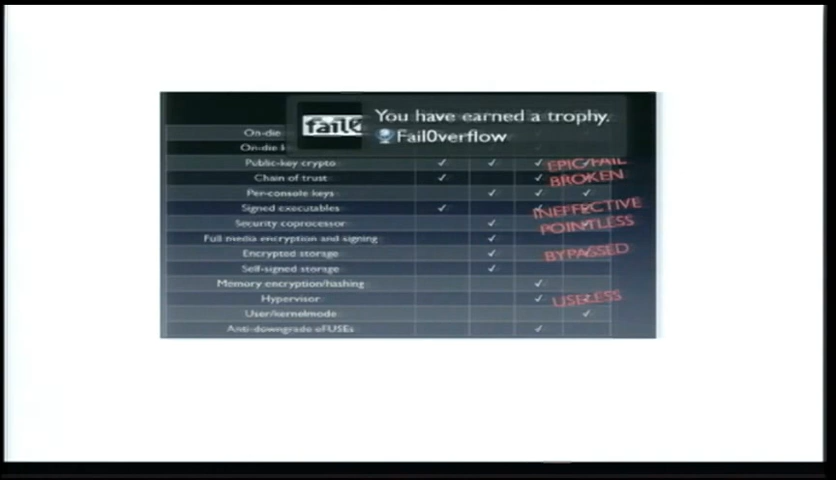 You have earned a trophy.
fail0
Fail0verflow
On-die
On-die
Public-key crypto ✓ ✓ ✓ EPIC FAIL
Chain of trust ✓ ✓ BROKEN
Per-console keys ✓ ✓ ✓
Signed executables ✓ ✓ INEFFECTIVE
Security coprocessor ✓ POINTLESS
Full media encryption and signing ✓
Encrypted storage ✓ BYPASSED
Self-signed storage ✓
Memory encryption/hashing ✓
Hypervisor ✓ USELESS
User/kernelmode ✓
Anti-downgrade eFUSEs ✓